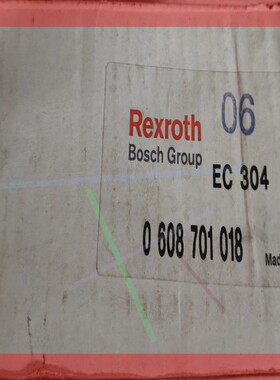 06
Rexroth
Bosch Group
EC 304
0 608 701 018
Mad